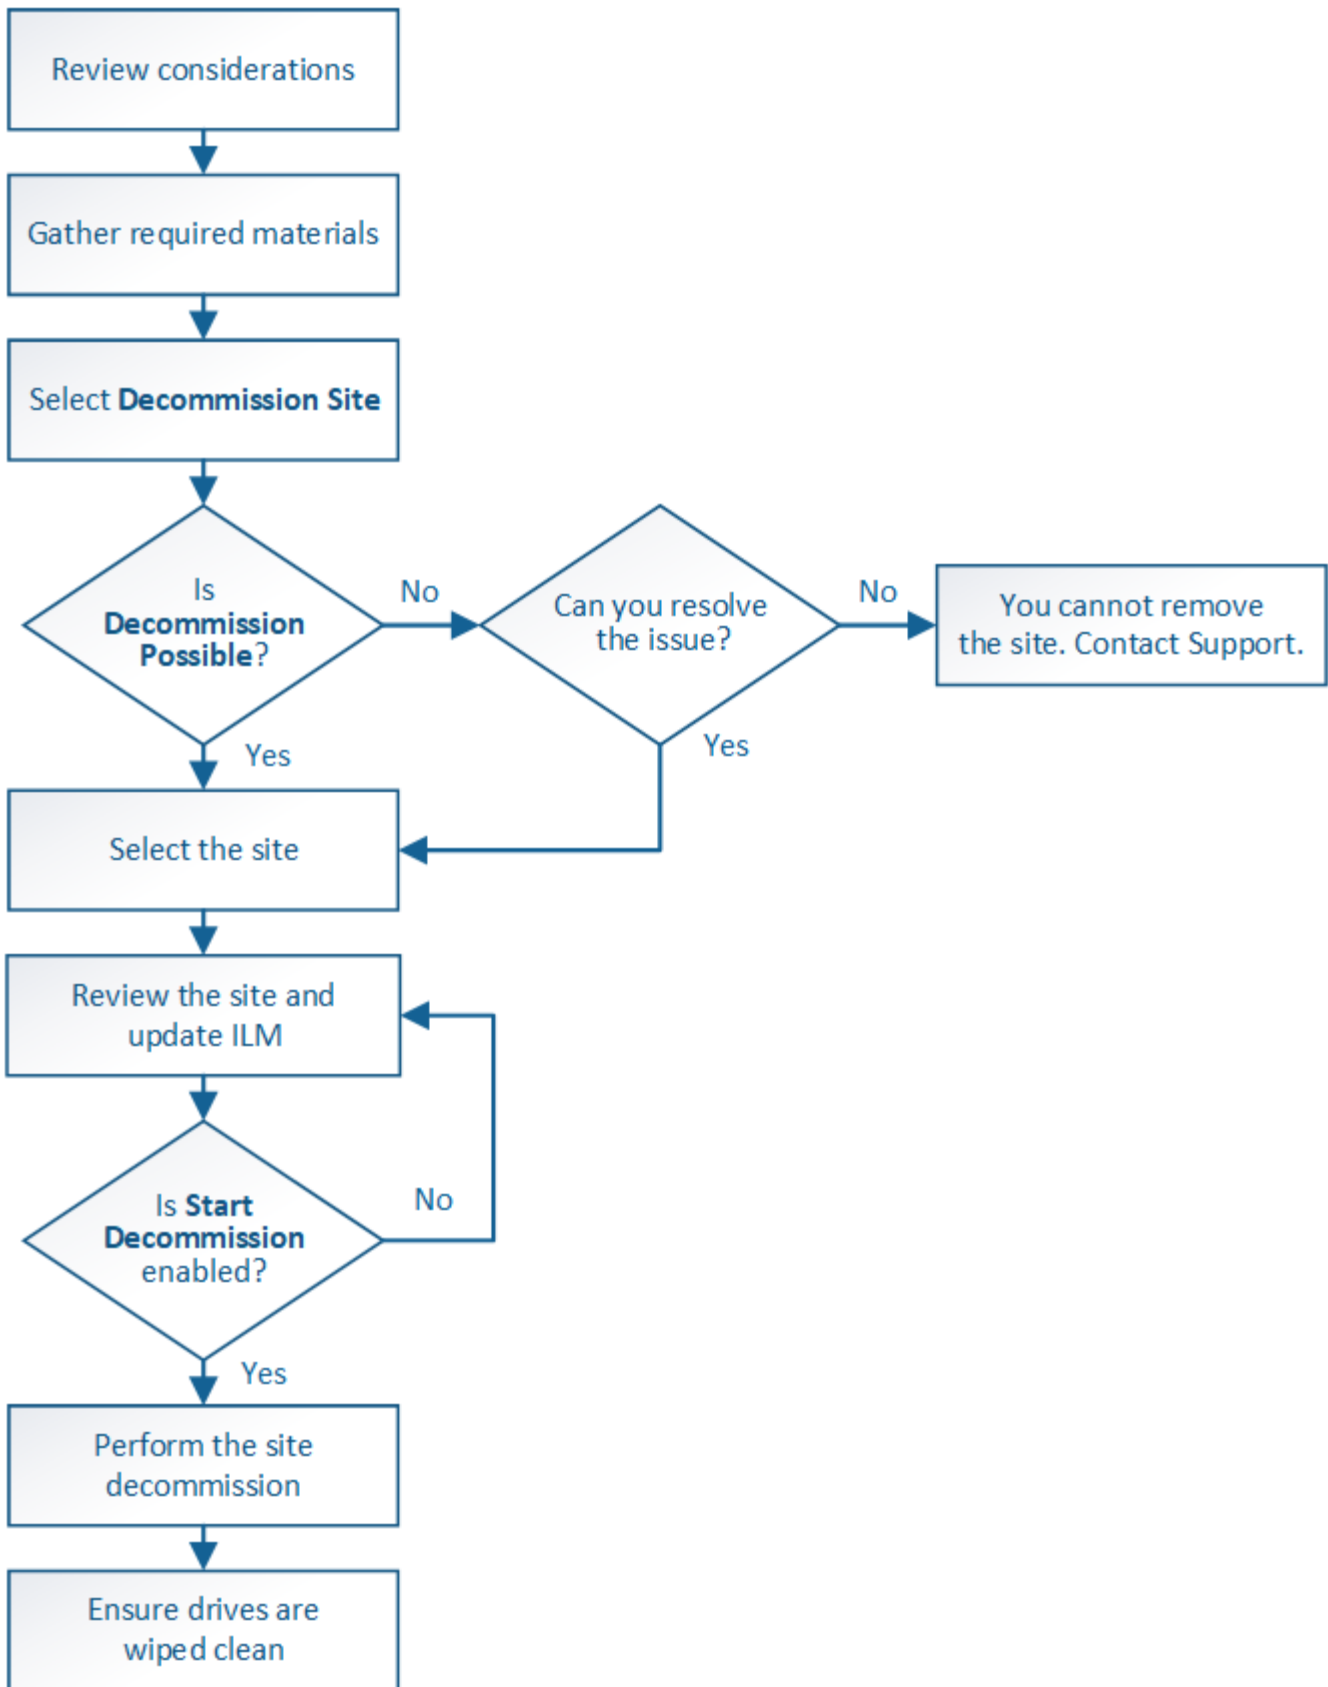 Review considerations
Gather required materials
Select Decommission Site
Is
Decommission
Possible?
No
Can you resolve
the issue?
No
You cannot remove
the site. Contact Support.
Yes
Yes
Select the site
Review the site and
update ILM
Is Start
Decommission
enabled?
No
Yes
Perform the site
decommission
Ensure drives are
wiped clean